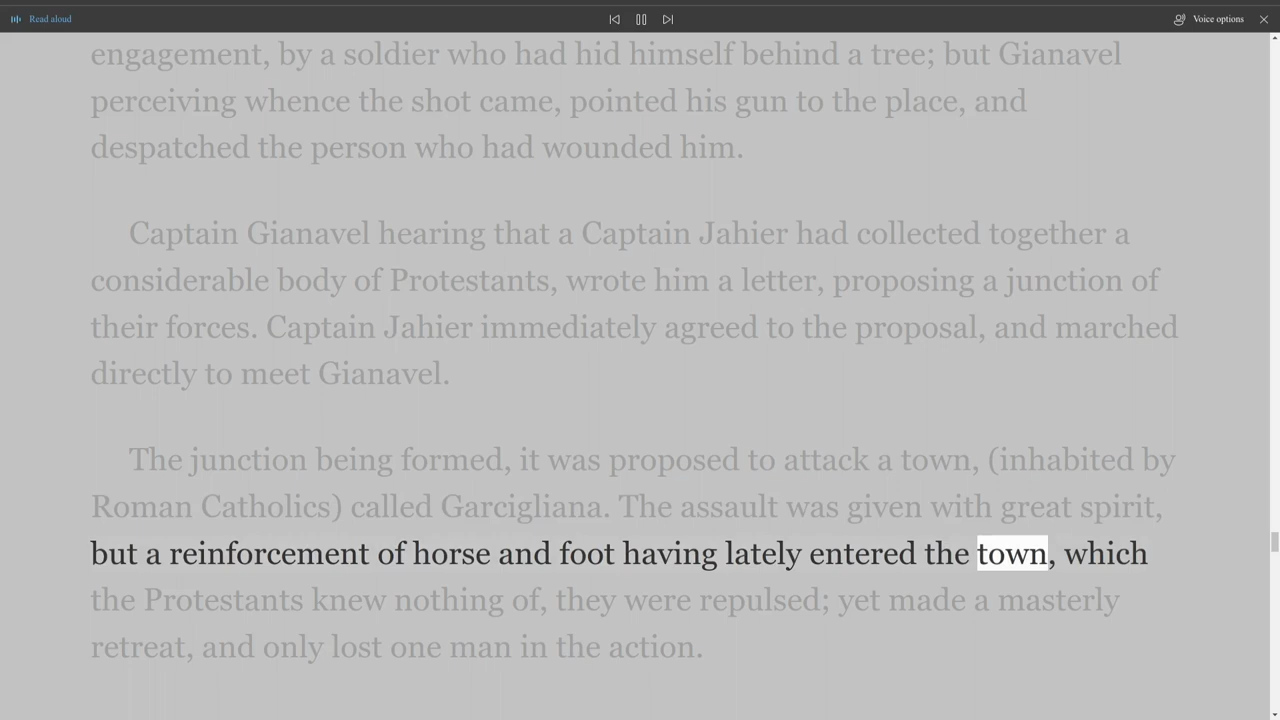 Read aloud
Voice options
engagement, by a soldier who had hid himself behind a tree; but Gianavel
perceiving whence the shot came, pointed his gun to the place, and
despatched the person who had wounded him.
Captain Gianavel hearing that a Captain Jahier had collected together a
considerable body of Protestants, wrote him a letter, proposing a junction of
their forces. Captain Jahier immediately agreed to the proposal, and marched
directly to meet Gianavel.
The junction being formed, it was proposed to attack a town, (inhabited by
Roman Catholics) called Garcigliana. The assault was given with great spirit,
but a reinforcement of horse and foot having lately entered the town, which
the Protestants knew nothing of, they were repulsed; yet made a masterly
retreat, and only lost one man in the action.